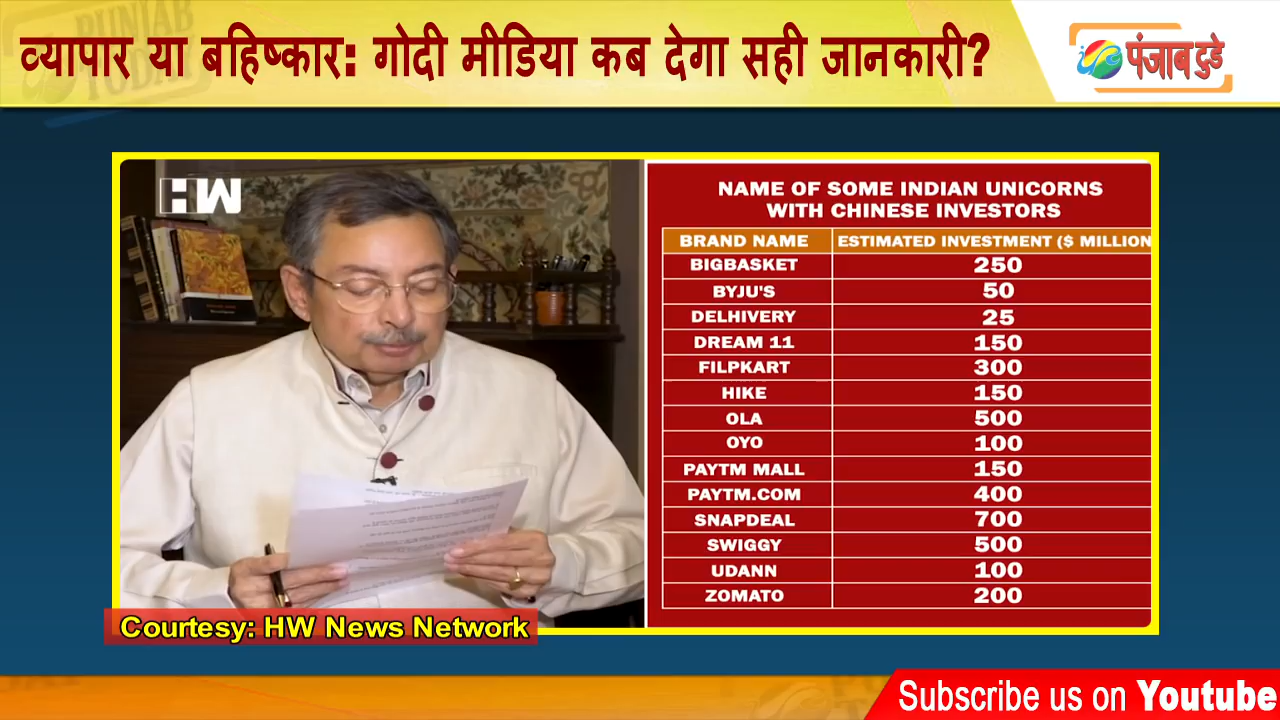 व्यापार या बहिष्कार: गोदी मीडिया कब देगा सही जानकारी?
पंजाब टुडे
HW
NAME OF SOME INDIAN UNICORNS
WITH CHINESE INVESTORS
BRAND NAME ESTIMATED INVESTMENT ($ MILLION
BIGBASKET 250
BYJU'S 50
DELHIVERY 25
DREAM 11 150
FILPKART 300
HIKE 150
OLA 500
OYO 100
PAYTM MALL 150
PAYTM.COM 400
SNAPDEAL 700
SWIGGY 500
UDANN 100
ZOMATO 200
Courtesy: HW News Network
Subscribe us on Youtube